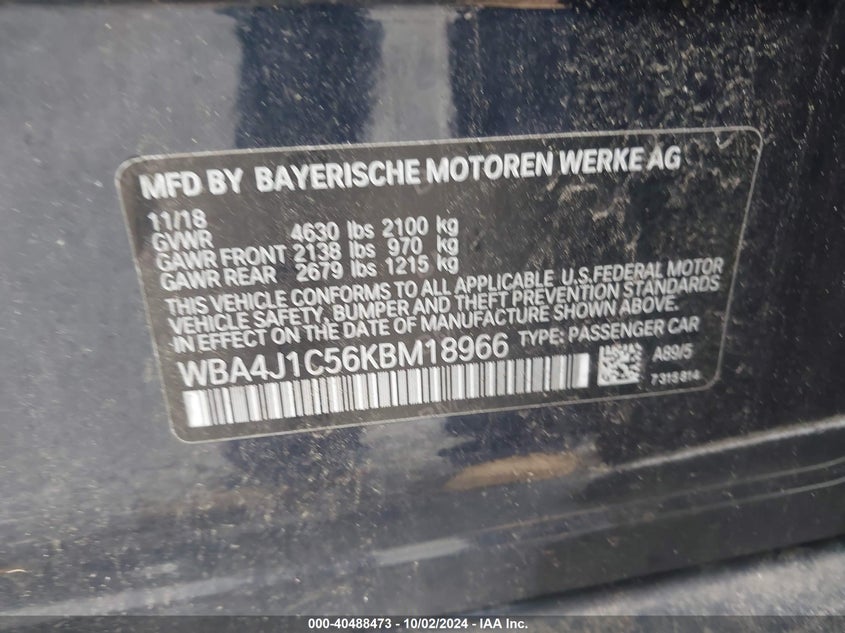 MFD BY BAYERISCHE MOTOREN WERKE AG
11/18
GVWR 4630 lbs 2100 kg
GAWR FRONT 2138 lbs 970 kg
GAWR REAR 2679 lbs 1215 kg
THIS VEHICLE CONFORMS TO ALL APPLICABLE U.S.FEDERAL MOTOR
VEHICLE SAFETY, BUMPER AND THEFT PREVENTION STANDARDS
IN EFFECT ON THE DATE OF MANUFACTURE SHOWN ABOVE.
WBA4J1C56KBM18966 TYPE: PASSENGER CAR
A89/5
7318814
000-40488473 - 10/02/2024 - IAA Inc.